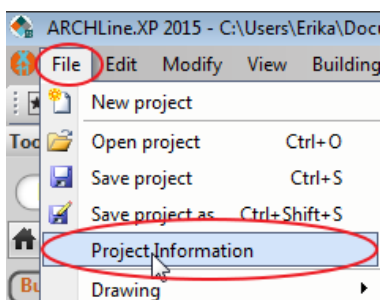 ARCHLine.XP 2015 - C:\Users\Erika\Docu
File Edit Modify View Building
New project
Too
Open project Ctrl+O
Save project Ctrl+S
Save project as Ctrl+Shift+S
Project Information
Bu
Drawing